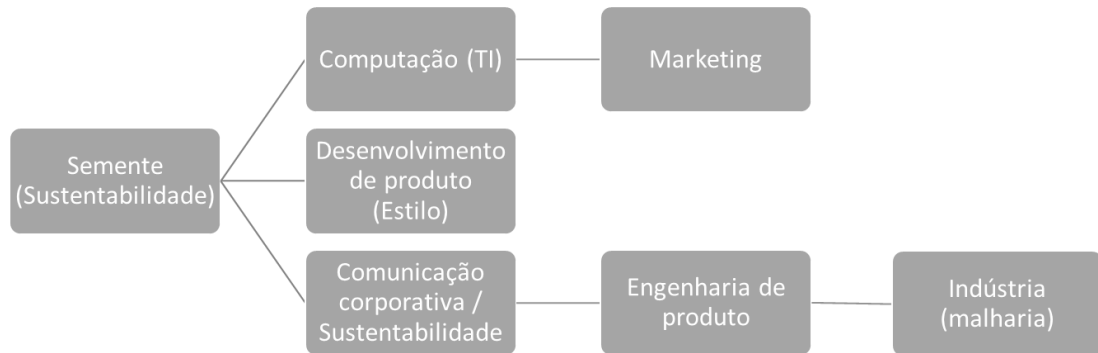 Computação (TI)
Marketing
Semente
(Sustentabilidade)
Desenvolvimento
de produto
(Estilo)
Comunicação
corporativa /
Sustentabilidade
Engenharia de
produto
Indústria
(malharia)